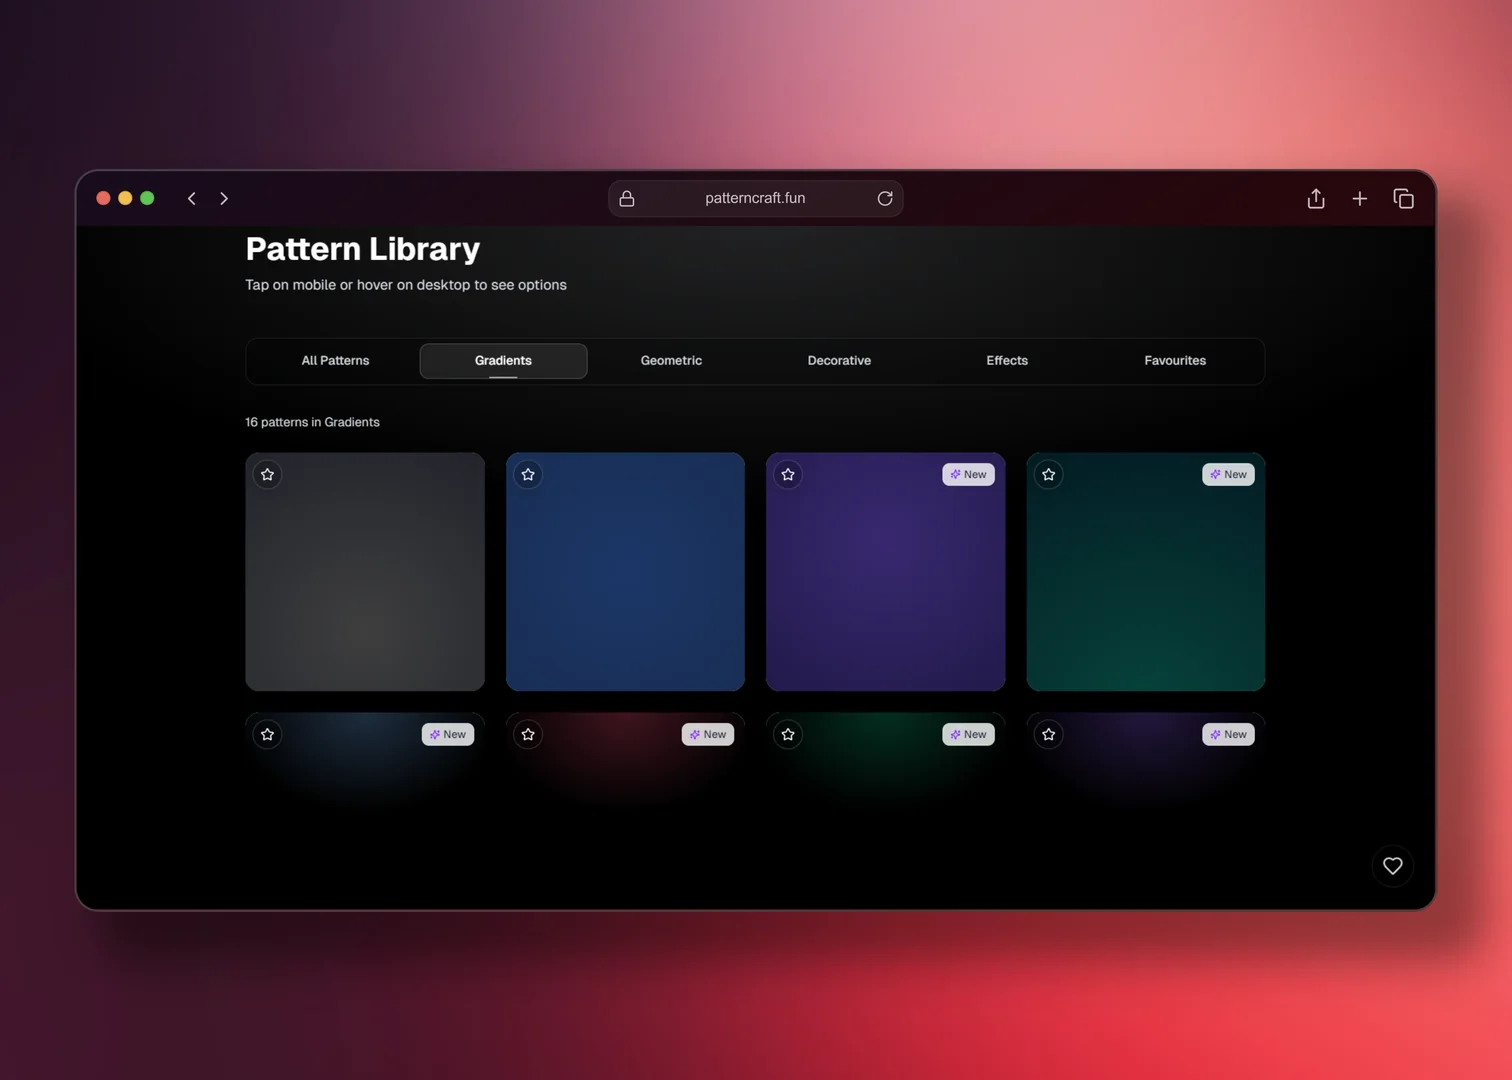 patterncraft.fun
Pattern Library
Tap on mobile or hover on desktop to see options
All Patterns
Gradients
Geometric
Decorative
Effects
Favourites
16 patterns in Gradients
New
New
New
New
New
New